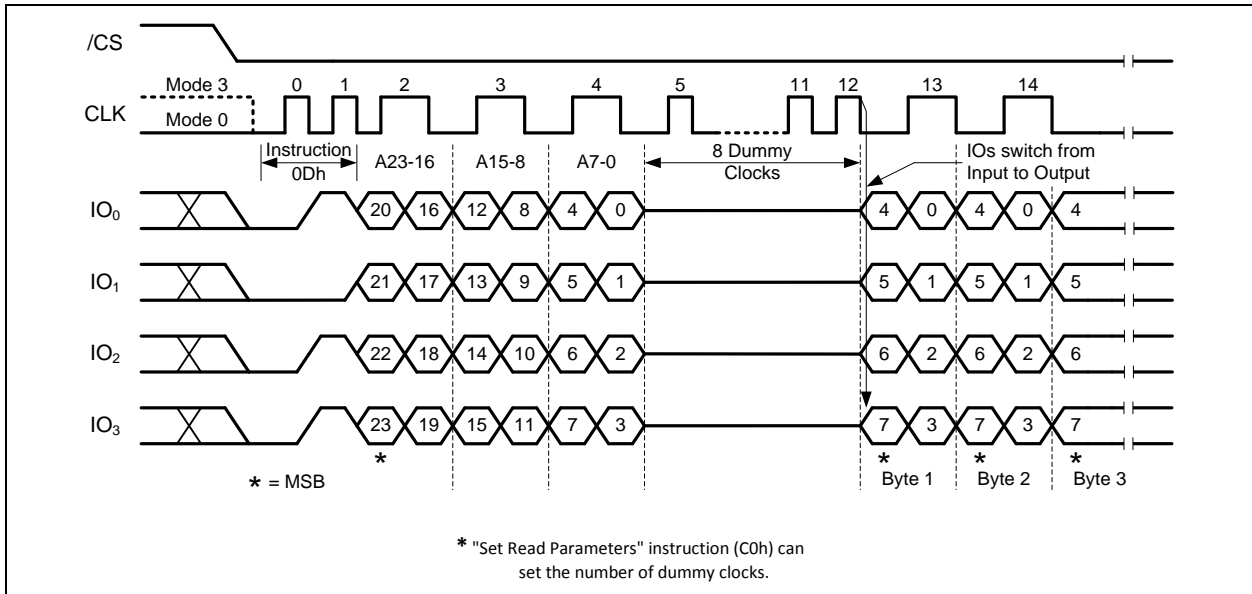 /CS
Mode 3 0 1 2 3 4 5 11 12 13 14
CLK
Mode 0
Instruction
0Dh
A23-16 A15-8 A7-0
8 Dummy
Clocks
IOs switch from
Input to Output
IO₀ 20 16 12 8 4 0 4 0 4 0 4
IO₁ 21 17 13 9 5 1 5 1 5 1 5
IO₂ 22 18 14 10 6 2 6 2 6 2 6
IO₃ 23 19 15 11 7 3 7 3 7 3 7
* * * *
* = MSB
Byte 1 Byte 2 Byte 3
* "Set Read Parameters" instruction (C0h) can
set the number of dummy clocks.